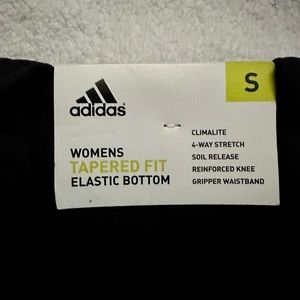 adidas
S
WOMENS
TAPERED FIT
ELASTIC BOTTOM
CLIMALITE
4-WAY STRETCH
SOIL RELEASE
REINFORCED KNEE
GRIPPER WAISTBAND